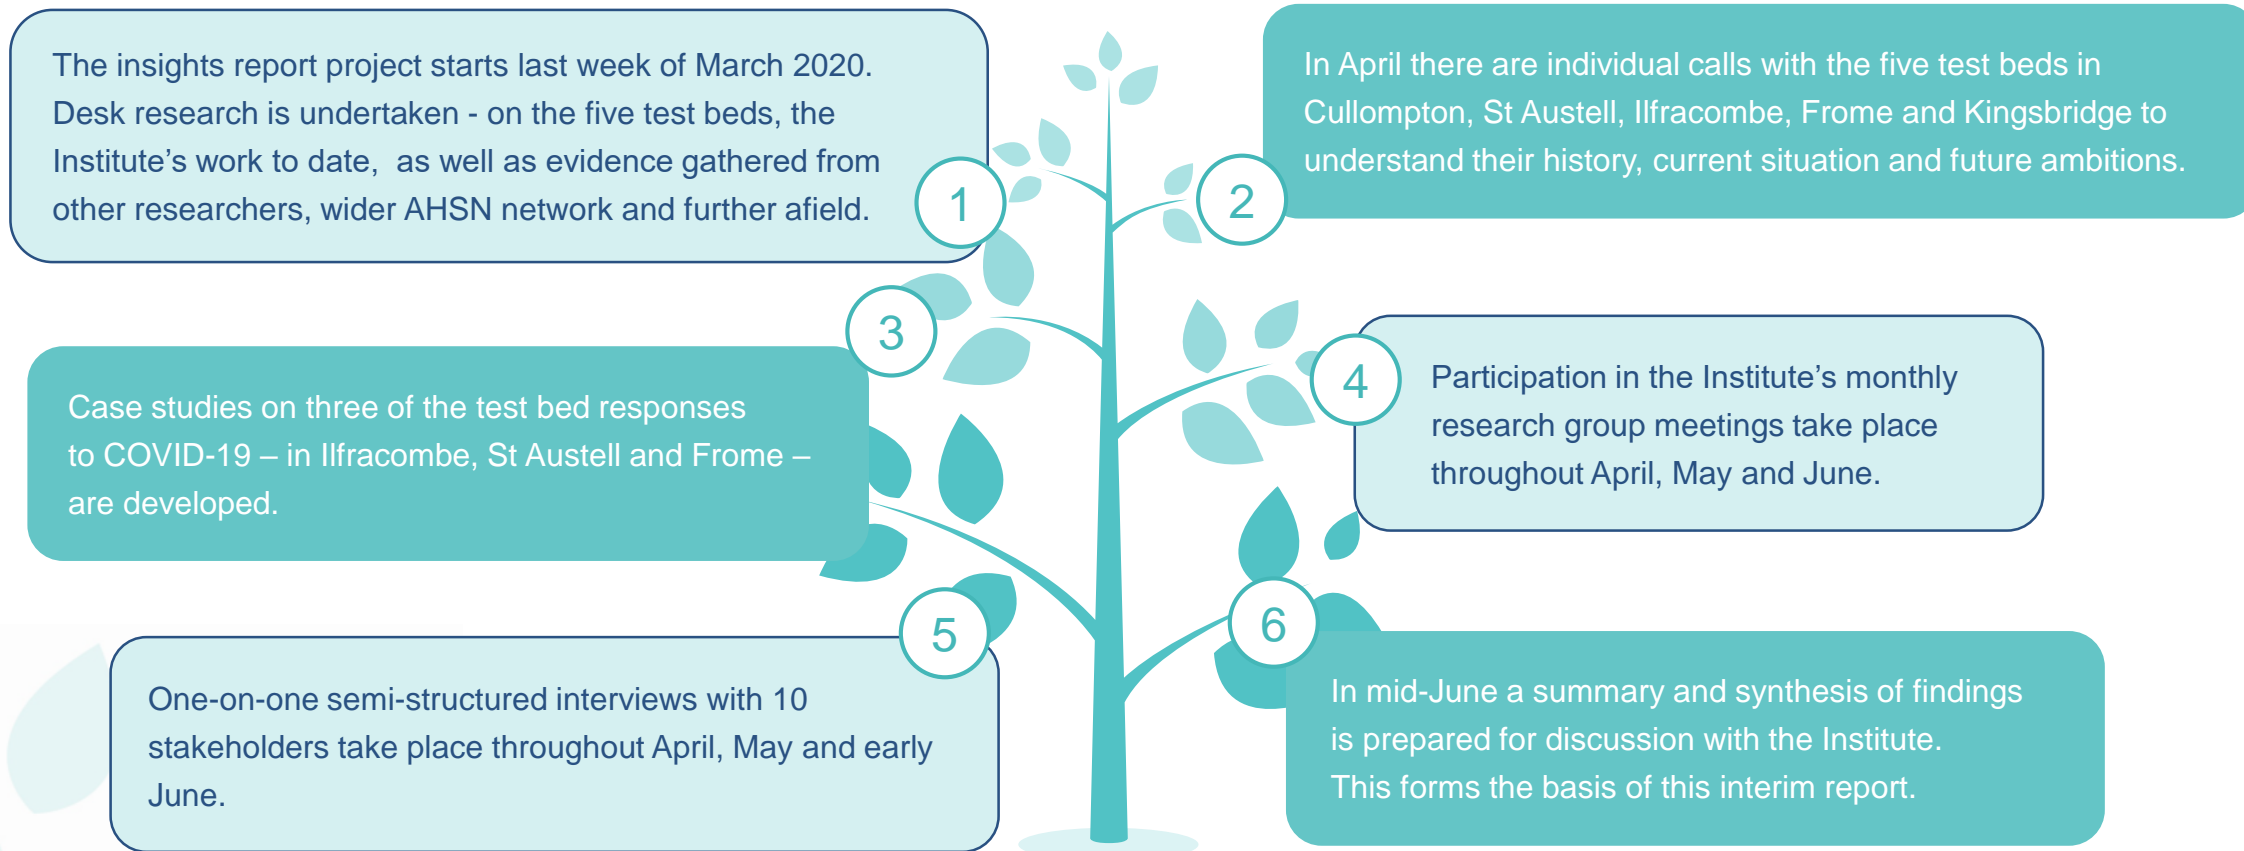 The insights report project starts last week of March 2020.
Desk research is undertaken - on the five test beds, the
Institute’s work to date,  as well as evidence gathered from
other researchers, wider AHSN network and further afield.
1
2
In April there are individual calls with the five test beds in
Cullompton, St Austell, Ilfracombe, Frome and Kingsbridge to
understand their history, current situation and future ambitions.
3
Case studies on three of the test bed responses
to COVID-19 – in Ilfracombe, St Austell and Frome –
are developed.
4
Participation in the Institute’s monthly
research group meetings take place
throughout April, May and June.
5
One-on-one semi-structured interviews with 10
stakeholders take place throughout April, May and early
June.
6
In mid-June a summary and synthesis of findings
is prepared for discussion with the Institute.
This forms the basis of this interim report.